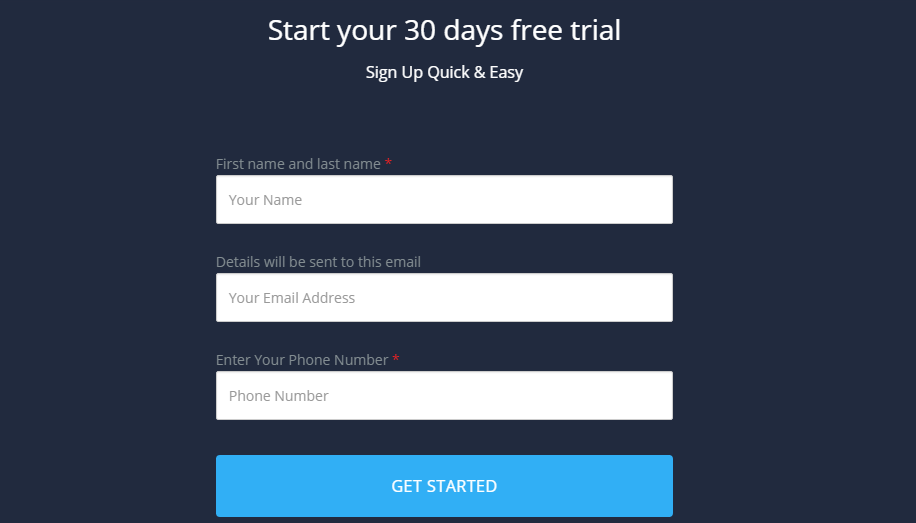 Start your 30 days free trial
Sign Up Quick & Easy
First name and last name *
Your Name
Details will be sent to this email
Your Email Address
Enter Your Phone Number *
Phone Number
GET STARTED